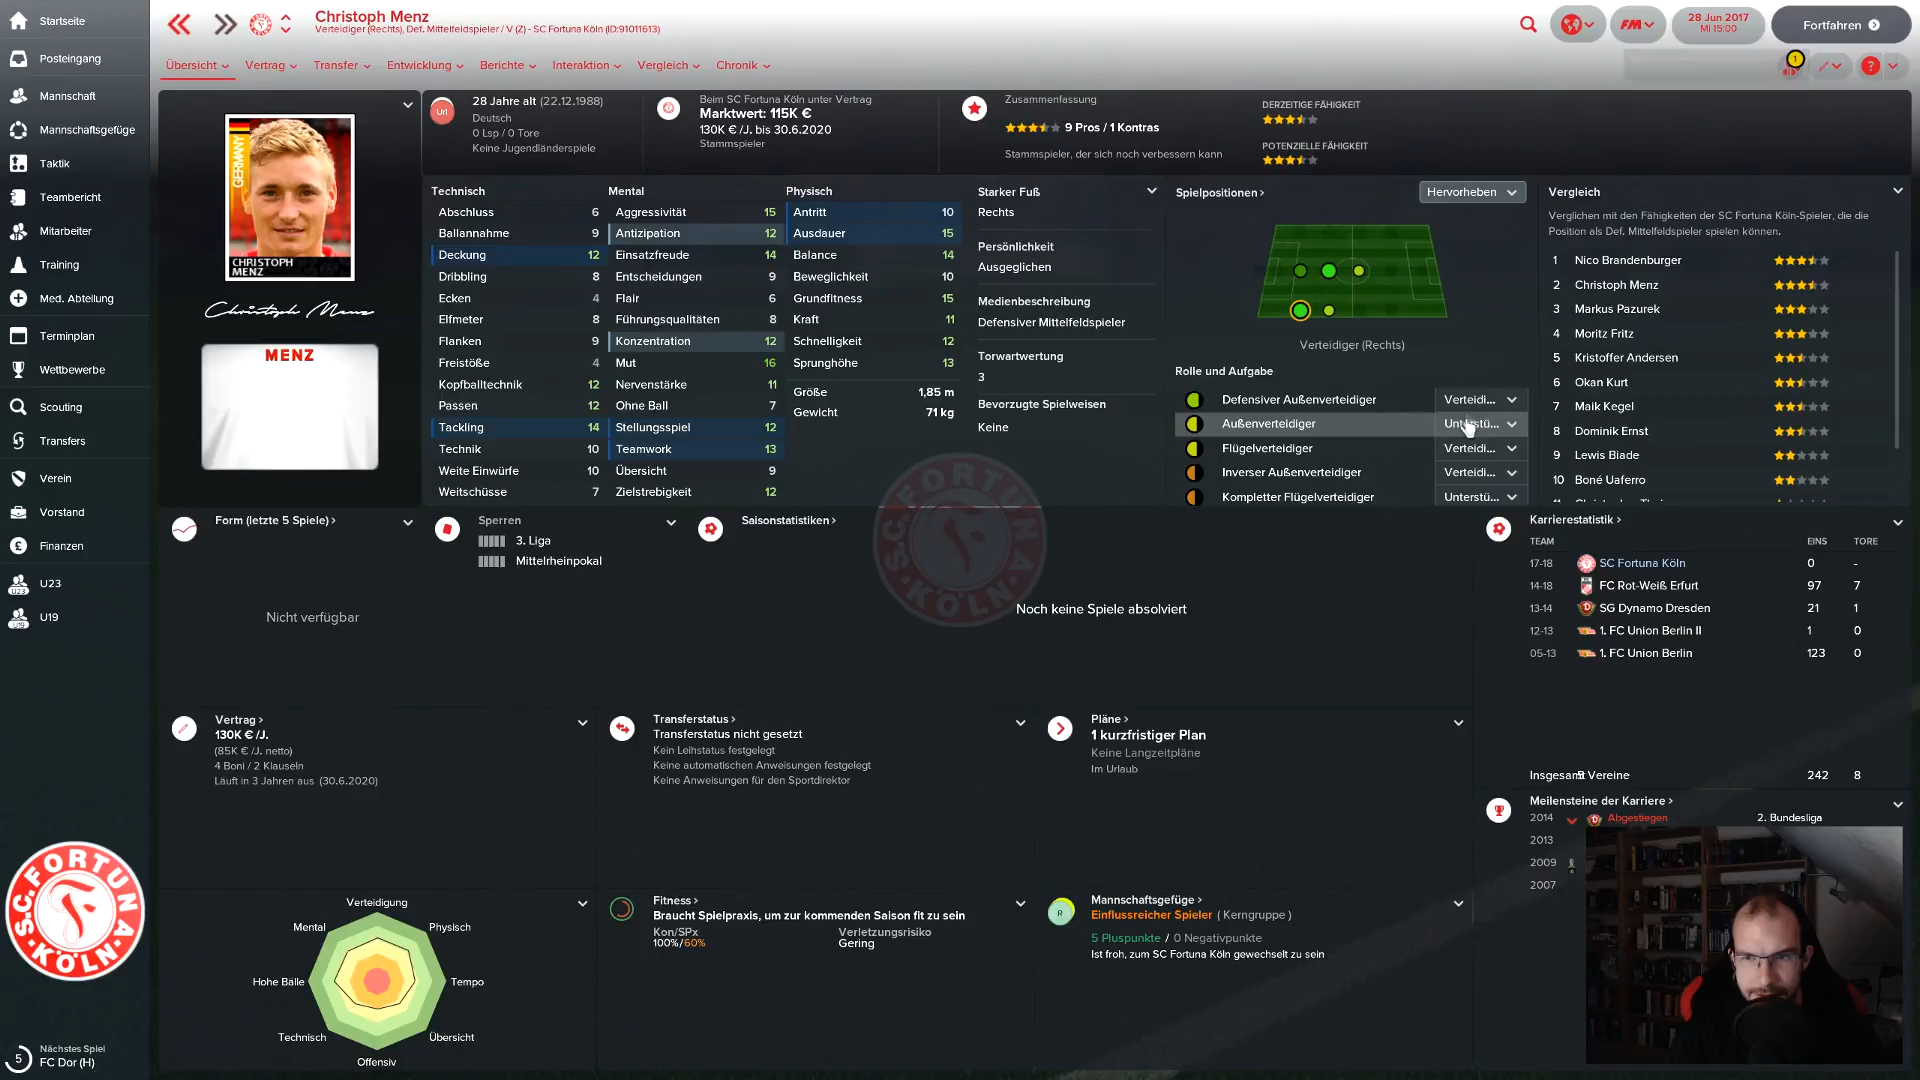 Startseite
Posteingang
Mannschaft
Mannschaftsgefüge
Taktik
Teambericht
Mitarbeiter
Training
Med. Abteilung
Terminplan
Wettbewerbe
Scouting
Transfers
Verein
Vorstand
Finanzen
U23
U19
S.C. FORTUNA KÖLN
5
Nächstes Spiel
FC Dor (H)
Christoph Menz
Verteidiger (Rechts), Def. Mittelfeldspieler / V (Z) - SC Fortuna Köln (ID:91011613)
FM
28 Jun 2017
Mi 15:00
Fortfahren
Übersicht
Vertrag
Transfer
Entwicklung
Berichte
Interaktion
Vergleich
Chronik
1
?
GERMANY
CHRISTOPH
MENZ
Christoph Menz
MENZ
Url
28 Jahre alt (22.12.1988)
Deutsch
0 Lsp / 0 Tore
Keine Jugendländerspiele
Beim SC Fortuna Köln unter Vertrag
Marktwert: 115K €
130K € /J. bis 30.6.2020
Stammspieler
Zusammenfassung
9 Pros / 1 Kontras
Stammspieler, der sich noch verbessern kann
DERZEITIGE FÄHIGKEIT
POTENZIELLE FÄHIGKEIT
Technisch
Abschluss 6
Ballannahme 9
Deckung 12
Dribbling 8
Ecken 4
Elfmeter 8
Flanken 9
Freistöße 4
Kopfballtechnik 12
Passen 12
Tackling 14
Technik 10
Weite Einwürfe 10
Weitschüsse 7
Mental
Aggressivität 15
Antizipation 12
Einsatzfreude 14
Entscheidungen 9
Flair 6
Führungsqualitäten 8
Konzentration 12
Mut 16
Nervenstärke 11
Ohne Ball 7
Stellungsspiel 12
Teamwork 13
Übersicht 9
Zielstrebigkeit 12
Physisch
Antritt 10
Ausdauer 15
Balance 14
Beweglichkeit 10
Grundfitness 15
Kraft 11
Schnelligkeit 12
Sprunghöhe 13
Größe 1,85 m
Gewicht 71 kg
Starker Fuß
Rechts
Persönlichkeit
Ausgeglichen
Medienbeschreibung
Defensiver Mittelfeldspieler
Torwartwertung
3
Bevorzugte Spielweisen
Keine
Spielpositionen
Hervorheben
Verteidiger (Rechts)
Rolle und Aufgabe
Defensiver Außenverteidiger Verteidi...
Außenverteidiger Unterstü...
Flügelverteidiger Verteidi...
Inverser Außenverteidiger Verteidi...
Kompletter Flügelverteidiger Unterstü...
Vergleich
Verglichen mit den Fähigkeiten der SC Fortuna Köln-Spieler, die die
Position als Def. Mittelfeldspieler spielen können.
1 Nico Brandenburger
2 Christoph Menz
3 Markus Pazurek
4 Moritz Fritz
5 Kristoffer Andersen
6 Okan Kurt
7 Maik Kegel
8 Dominik Ernst
9 Lewis Biade
10 Boné Uaferro
Form (letzte 5 Spiele)
Nicht verfügbar
Sperren
3. Liga
Mittelrheinpokal
Saisonstatistiken
Noch keine Spiele absolviert
S.C. FORTUNA KÖLN
Karrierestatistik
TEAM EINS TORE
17-18 SC Fortuna Köln 0 -
14-18 FC Rot-Weiß Erfurt 97 7
13-14 SG Dynamo Dresden 21 1
12-13 1. FC Union Berlin II 1 0
05-13 1. FC Union Berlin 123 0
Insgesamt 5 Vereine 242 8
Vertrag
130K € /J.
(85K € /J. netto)
4 Boni / 2 Klauseln
Läuft in 3 Jahren aus (30.6.2020)
Transferstatus
Transferstatus nicht gesetzt
Kein Leihstatus festgelegt
Keine automatischen Anweisungen festgelegt
Keine Anweisungen für den Sportdirektor
Pläne
1 kurzfristiger Plan
Keine Langzeitpläne
Im Urlaub
Meilensteine der Karriere
2014 Abgestiegen 2. Bundesliga
2013
2009
2007
Verteidigung
Physisch
Tempo
Übersicht
Offensiv
Technisch
Hohe Bälle
Mental
Fitness
Braucht Spielpraxis, um zur kommenden Saison fit zu sein
Kon/SPx
100%/60%
Verletzungsrisiko
Gering
R
Mannschaftsgefüge
Einflussreicher Spieler ( Kerngruppe )
5 Pluspunkte / 0 Negativpunkte
Ist froh, zum SC Fortuna Köln gewechselt zu sein